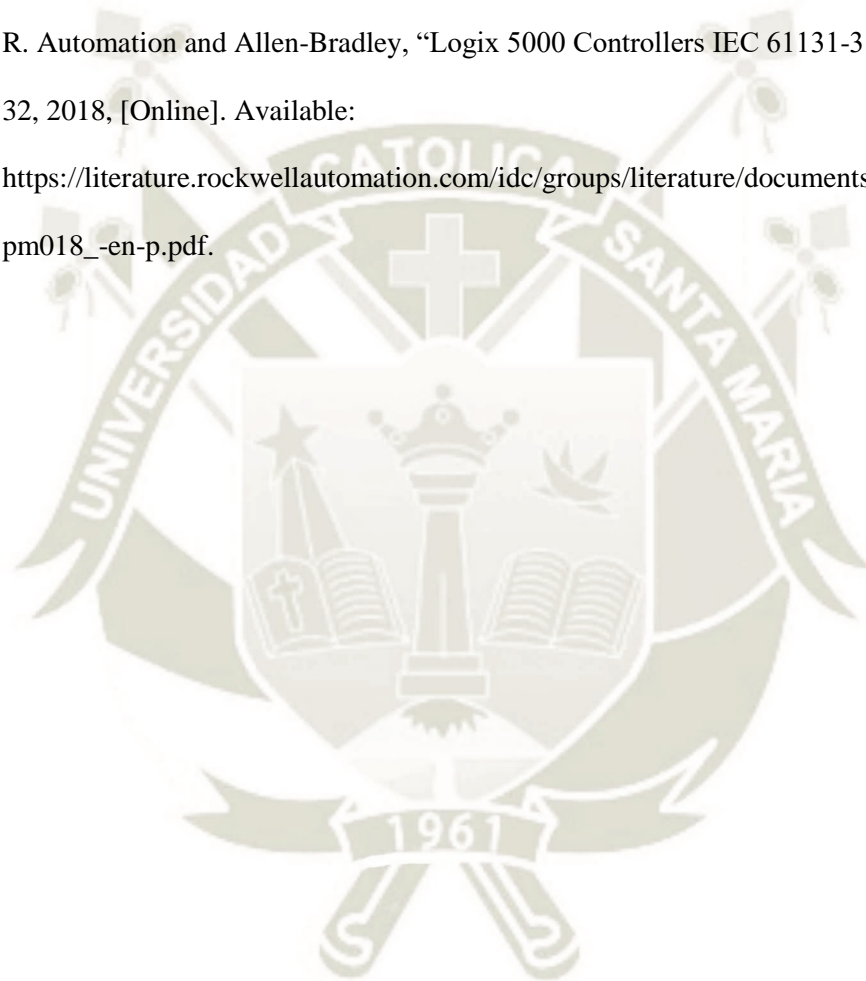 R. Automation and Allen-Bradley, “Logix 5000 Controllers IEC 61131-3
32, 2018, [Online]. Available:
https://literature.rockwellautomation.com/idc/groups/literature/documents
pm018_-en-p.pdf.
UNIVERSIDAD CATOLICA SANTA MARIA
1961